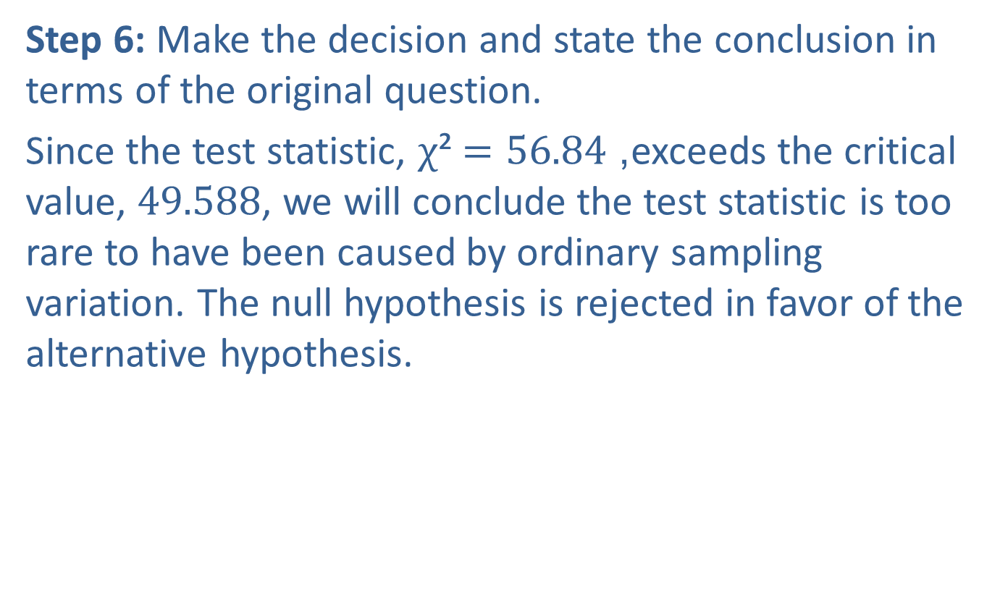 Step 6: Make the decision and state the conclusion in
terms of the original question.
Since the test statistic, χ² = 56.84 ,exceeds the critical
value, 49.588, we will conclude the test statistic is too
rare to have been caused by ordinary sampling
variation. The null hypothesis is rejected in favor of the
alternative hypothesis.